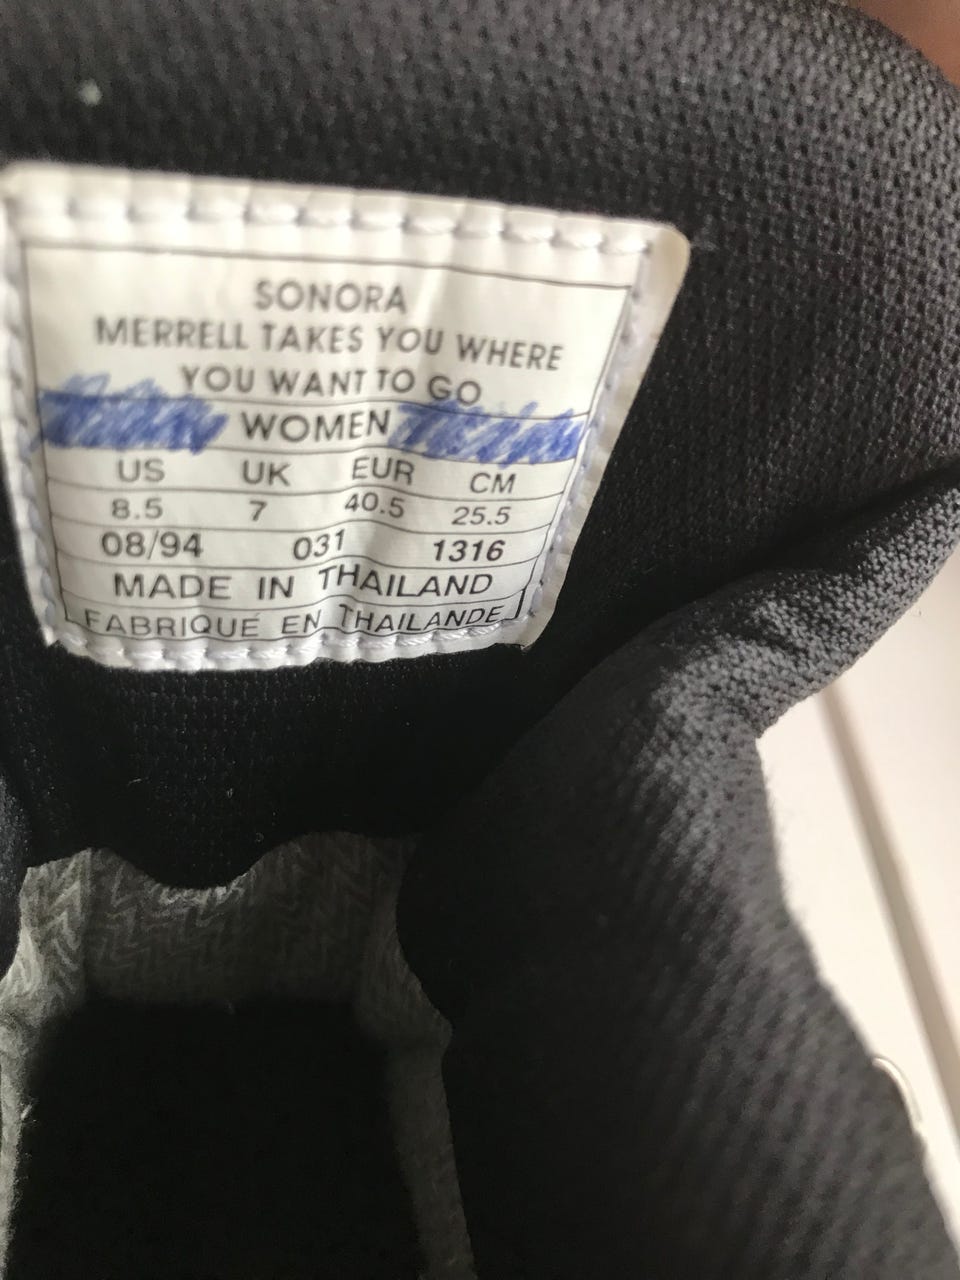 SONORA
MERRELL TAKES YOU WHERE
YOU WANT TO GO
WOMEN
US UK EUR CM
8.5 7 40.5 25.5
08/94 031 1316
MADE IN THAILAND
FABRIQUÉ EN THAILANDE